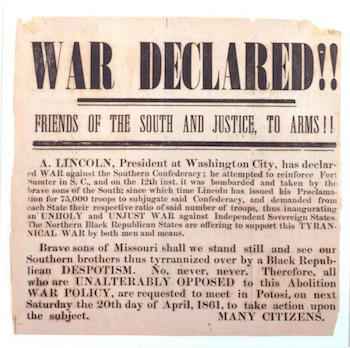 WAR DECLARED!!
FRIENDS OF THE SOUTH AND JUSTICE, TO ARMS!!
A. LINCOLN, President at Washington City, has declar-
ed WAR against the Southern Confederacy; he attempted to reinforce Fort
Sumter in S. C., and on the 12th inst. it was bombarded and taken by the
brave sons of the South; since which time Lincoln has issued his Proclama-
tion for 75,000 troops to subjugate said Confederacy, and demanded from
each State their respective ratio of said number of troops, thus inaugurating
an UNHOLY and UNJUST WAR against Independent Sovereign States.
The Northern Black Republican States are offering to support this TYRAN-
NICAL WAR by both men and means.
Brave sons of Missouri shall we stand still and see our
Southern brothers thus tyrannized over by a Black Repub-
lican DESPOTISM. No, never, never. Therefore, all
who are UNALTERABLY OPPOSED to this Abolition
WAR POLICY, are requested to meet in Potosi, on next
Saturday the 20th day of April, 1861, to take action upon
the subject. MANY CITIZENS.